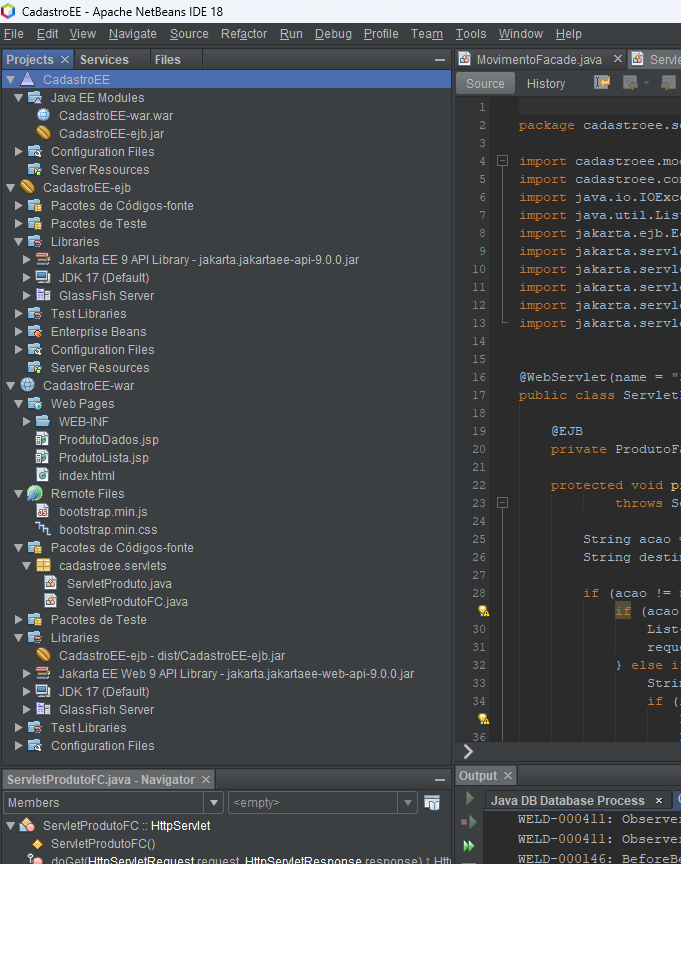 CadastroEE - Apache NetBeans IDE 18
File Edit View Navigate Source Refactor Run Debug Profile Team Tools Window Help
Projects Services Files
CadastroEE
Java EE Modules
CadastroEE-war.war
CadastroEE-ejb.jar
Configuration Files
Server Resources
CadastroEE-ejb
Pacotes de Códigos-fonte
Pacotes de Teste
Libraries
Jakarta EE 9 API Library - jakarta.jakartaee-api-9.0.0.jar
JDK 17 (Default)
GlassFish Server
Test Libraries
Enterprise Beans
Configuration Files
Server Resources
CadastroEE-war
Web Pages
WEB-INF
ProdutoDados.jsp
ProdutoLista.jsp
index.html
Remote Files
bootstrap.min.js
bootstrap.min.css
Pacotes de Códigos-fonte
cadastroee.servlets
ServletProduto.java
ServletProdutoFC.java
Pacotes de Teste
Libraries
CadastroEE-ejb - dist/CadastroEE-ejb.jar
Jakarta EE Web 9 API Library - jakarta.jakartaee-web-api-9.0.0.jar
JDK 17 (Default)
GlassFish Server
Test Libraries
Configuration Files
ServletProdutoFC.java - Navigator
Members <empty>
ServletProdutoFC :: HttpServlet
ServletProdutoFC()
doGet(HttpServletRequest request, HttpServletResponse response) ↑ Htt
MovimentoFacade.java Servle
Source History
1
2 package cadastroee.se
3
4 import cadastroee.mod
5 import cadastroee.con
6 import java.io.IOExce
7 import java.util.List
8 import jakarta.ejb.E
9 import jakarta.servle
10 import jakarta.servle
11 import jakarta.servle
12 import jakarta.servle
13 import jakarta.servle
14
15
16 @WebServlet(name = "
17 public class Servlet
18
19 @EJB
20 private ProdutoFa
21
22 protected void p
23 throws Se
24
25 String acao =
26 String destin
27
28 if (acao !=
if (acao
30 List
31 reque
32 } else i
33 Strin
34 if (
36
Output
Java DB Database Process
WELD-000411: Observer
WELD-000411: Observer
WELD-000146: BeforeBe